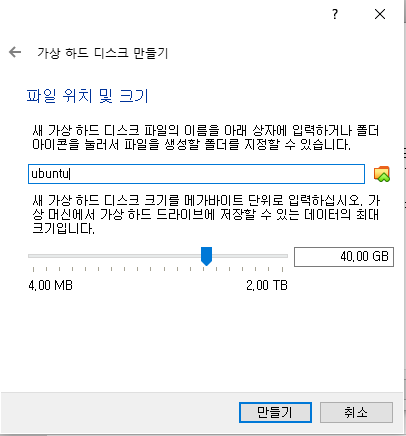 ?
가상 하드 디스크 만들기
파일 위치 및 크기
새 가상 하드 디스크 파일의 이름을 아래 상자에 입력하거나 폴더
아이콘을 눌러서 파일을 생성할 폴더를 지정할 수 있습니다.
ubuntu
새 가상 하드 디스크 크기를 메가바이트 단위로 입력하십시오. 가
상 머신에서 가상 하드 드라이브에 저장할 수 있는 데이터의 최대
크기입니다.
40,00 GB
4,00 MB 2,00 TB
만들기 취소